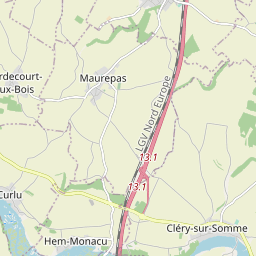 Maurepas
rdecourt-
ux-Bois
LGV Nord Europe
13.1
13.1
Curlu
Cléry-sur-Somme
Hem-Monacu